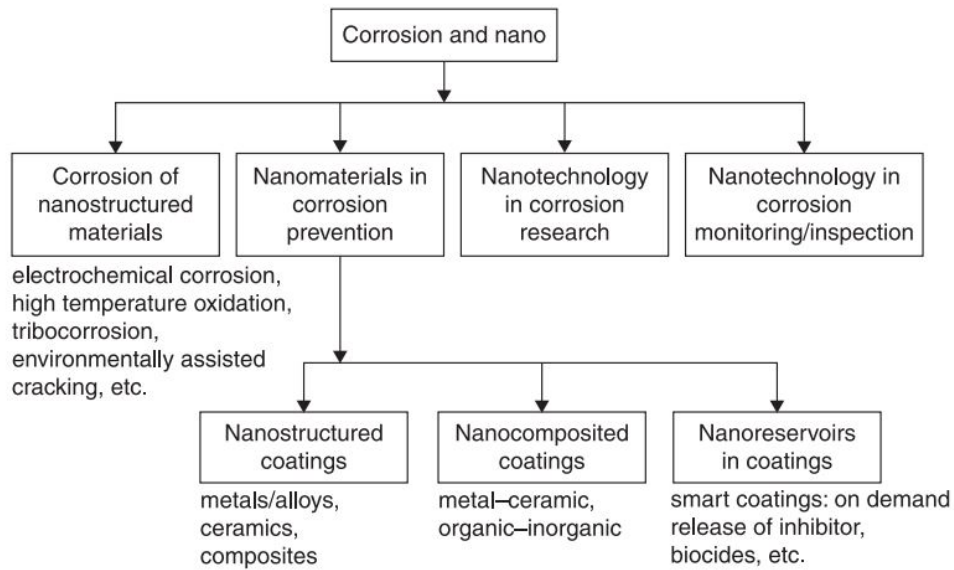 Corrosion and nano
Corrosion of
nanostructured
materials
Nanomaterials in
corrosion
prevention
Nanotechnology
in corrosion
research
Nanotechnology in
corrosion
monitoring/inspection
electrochemical corrosion,
high temperature oxidation,
tribocorrosion,
environmentally assisted
cracking, etc.
Nanostructured
coatings
Nanocomposited
coatings
Nanoreservoirs
in coatings
metals/alloys,
ceramics,
composites
metal–ceramic,
organic–inorganic
smart coatings: on demand
release of inhibitor,
biocides, etc.